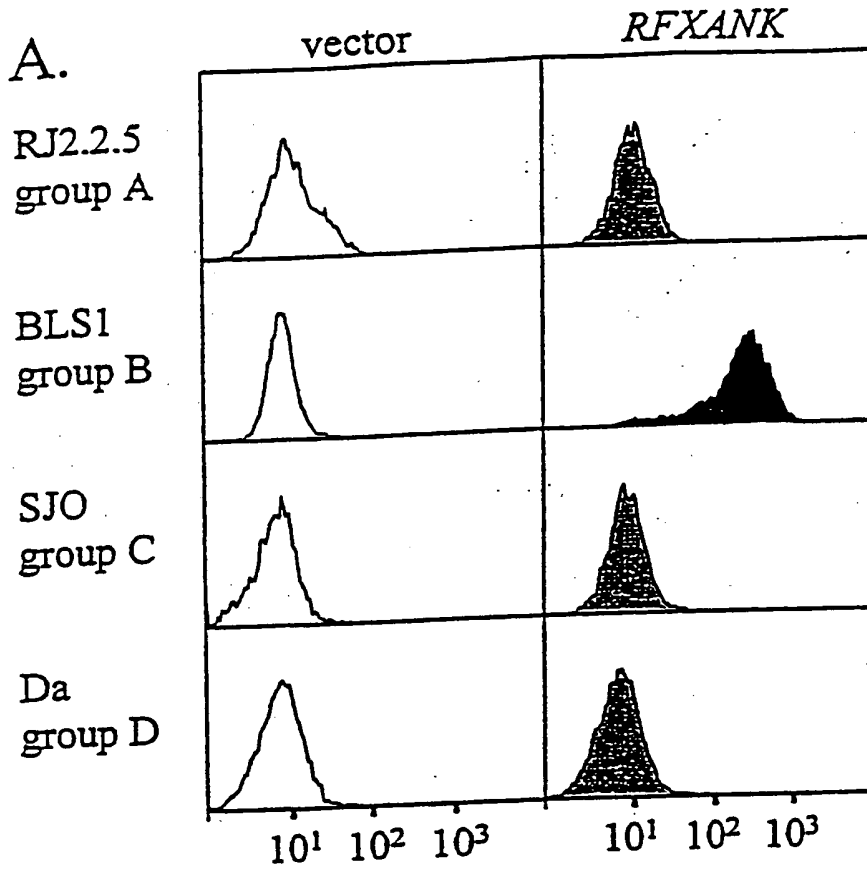 A.
vector RFXANK
RJ2.2.5
group A
BLS1
group B
SJO
group C
Da
group D
10¹ 10² 10³ 10¹ 10² 10³